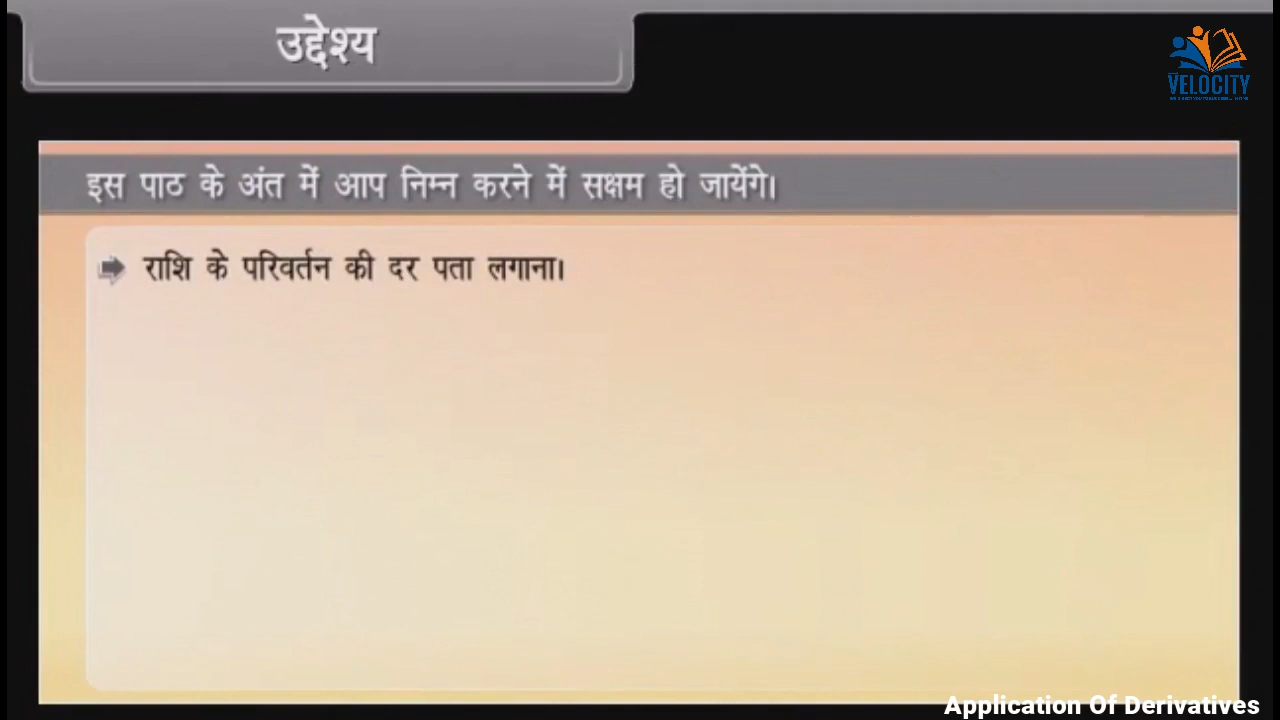 उद्देश्य
VELOCITY
इस पाठ के अंत में आप निम्न करने में सक्षम हो जायेंगे।
राशि के परिवर्तन की दर पता लगाना।
Application Of Derivatives